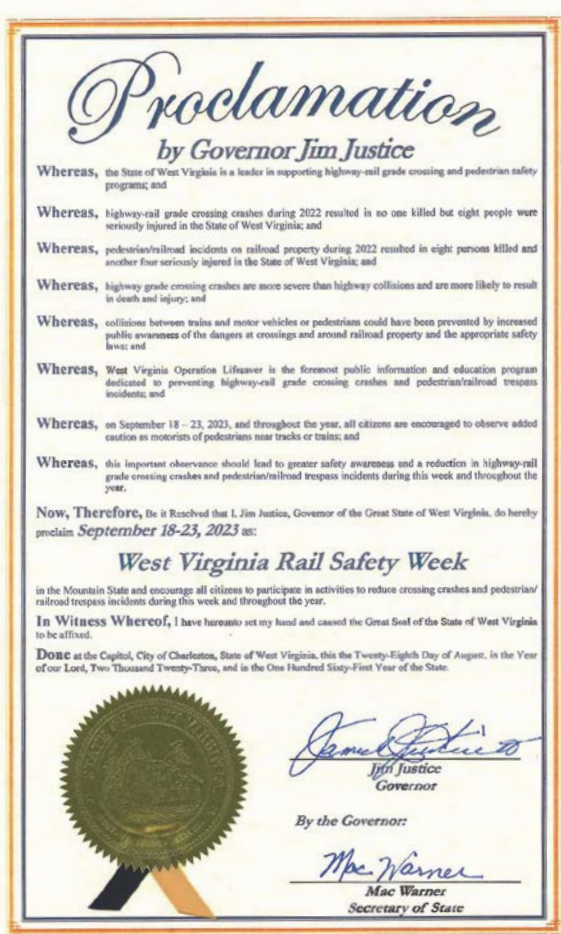 Proclamation
by Governor Jim Justice
Whereas, the State of West Virginia is a leader in supporting highway-rail grade crossing and pedestrian safety
programs; and
Whereas, highway-rail grade crossing crashes during 2022 resulted in no one killed but eight people were
seriously injured in the State of West Virginia; and
Whereas, pedestrian/railroad incidents on railroad property during 2022 resulted in eight persons killed and
another four seriously injured in the State of West Virginia; and
Whereas, highway grade crossing crashes are more severe than highway collisions and are more likely to result
in death and injury; and
Whereas, collisions between trains and motor vehicles or pedestrians could have been prevented by increased
public awareness of the dangers at crossings and around railroad property and the appropriate safety
laws; and
Whereas, West Virginia Operation Lifesaver is the foremost public information and education program
dedicated to preventing highway-rail grade crossing crashes and pedestrian/railroad trespass
incidents; and
Whereas, on September 18 – 23, 2023, and throughout the year, all citizens are encouraged to observe added
caution as motorists of pedestrians near tracks or trains; and
Whereas, this important observance should lead to greater safety awareness and a reduction in highway-rail
grade crossing crashes and pedestrian/railroad trespass incidents during this week and throughout the
year.
Now, Therefore, Be it Resolved that I, Jim Justice, Governor of the Great State of West Virginia, do hereby
proclaim September 18-23, 2023 as:
West Virginia Rail Safety Week
in the Mountain State and encourage all citizens to participate in activities to reduce crossing crashes and pedestrian/
railroad trespass incidents during this week and throughout the year.
In Witness Whereof, I have hereunto set my hand and caused the Great Seal of the State of West Virginia
to be affixed.
Done at the Capitol, City of Charleston, State of West Virginia, this the Twenty-Eighth Day of August, in the Year
of our Lord, Two Thousand Twenty-Three, and in the One Hundred Sixty-First Year of the State.
STATE OF WEST VIRGINIA
Jim Justice
Governor
By the Governor:
Mac Warner
Mac Warner
Secretary of State